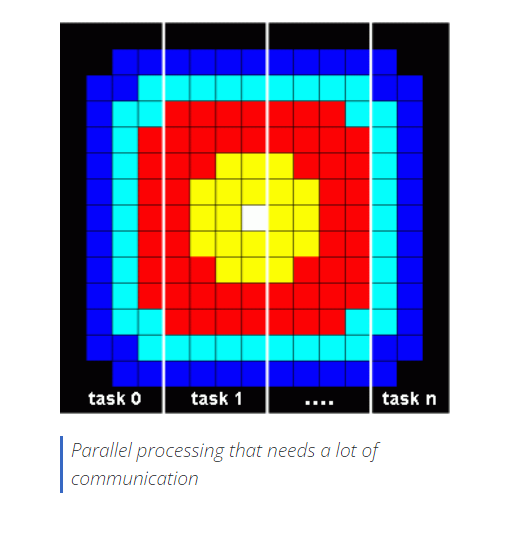 task 0 task 1 .... task n
Parallel processing that needs a lot of
communication